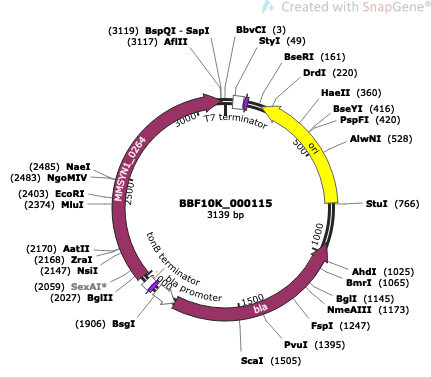 Created with SnapGene®
(3119) BspQI - SapI
(3117) AflII
BbvCI (3)
StyI (49)
BseRI (161)
DrdI (220)
HaeII (360)
BseYI (416)
PspFI (420)
AlwNI (528)
StuI (766)
AhdI (1025)
BmrI (1065)
BglI (1145)
NmeAIII (1173)
FspI (1247)
PvuI (1395)
ScaI (1505)
(1906) BsgI
(2027) BglII
(2059) SexAI*
(2147) NsiI
(2168) ZraI
(2170) AatII
(2374) MluI
(2403) EcoRI
(2483) NgoMIV
(2485) NaeI
T7 terminator
ori
bla
bla promoter
tonB terminator
MMSYN1_0264
500
1000
1500
2500
3000
BBF10K_000115
3139 bp